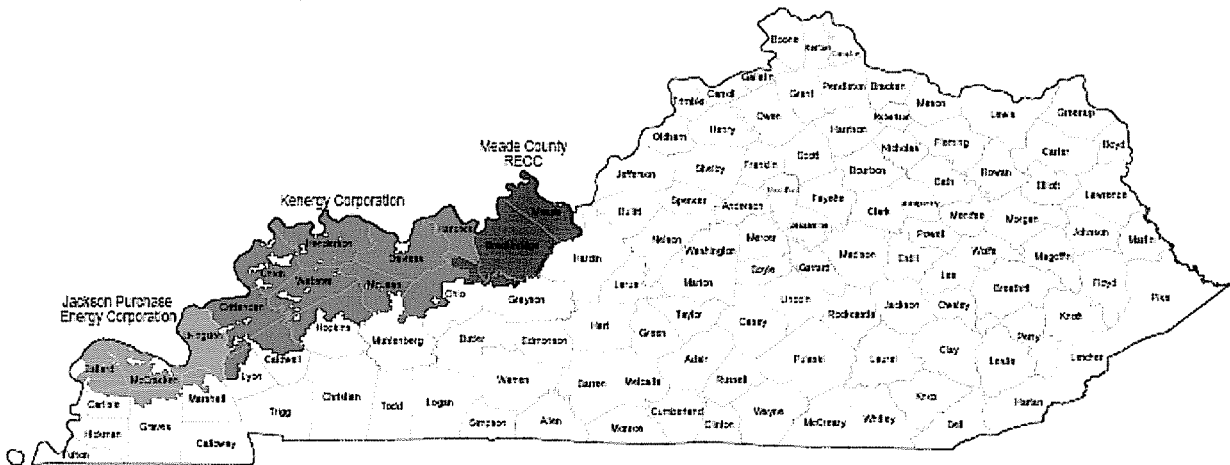 Boone
Kenton
Gallatin
Trimble
Carroll
Grant
Pendleton
Bracken
Owen
Mason
Lewis
Greenup
Oldham
Henry
Harrison
Robertson
Meade County
RECC
Jefferson
Shelby
Franklin
Scott
Nicholas
Fleming
Carter
Boyd
Bourbon
Rowan
Bath
Elliott
Lawrence
Kenergy Corporation
Meade
Bullitt
Spencer
Anderson
Fayette
Clark
Menifee
Morgan
Hancock
Nelson
Washington
Mercer
Powell
Johnson
Martin
Henderson
Daviess
Hardin
Madison
Estill
Wolfe
Magoffin
Union
Webster
McLean
Larue
Marion
Boyle
Garrard
Lee
Jackson Purchase
Energy Corporation
Crittenden
Ohio
Grayson
Taylor
Lincoln
Jackson
Owsley
Breathitt
Floyd
Pike
Livingston
Hopkins
Muhlenberg
Butler
Edmonson
Hart
Green
Casey
Rockcastle
Perry
Knott
Ballard
McCracken
Lyon
Caldwell
Warren
Barren
Metcalfe
Adair
Russell
Pulaski
Laurel
Clay
Leslie
Letcher
Carlisle
Marshall
Trigg
Christian
Todd
Logan
Knox
Harlan
Hickman
Graves
Calloway
Simpson
Allen
Monroe
Cumberland
Clinton
Wayne
McCreary
Whitley
Bell
Fulton